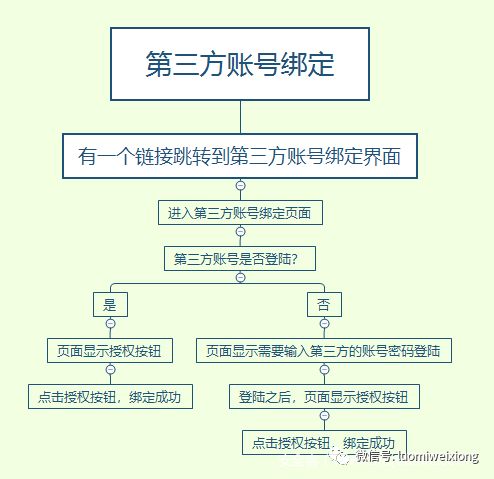 第三方账号绑定
有一个链接跳转到第三方账号绑定界面
进入第三方账号绑定页面
第三方账号是否登陆？
是
否
页面显示授权按钮
页面显示需要输入第三方的账号密码登陆
点击授权按钮，绑定成功
登陆之后，页面显示授权按钮
点击授权按钮，绑定成功
微信号: ldomiweixiong